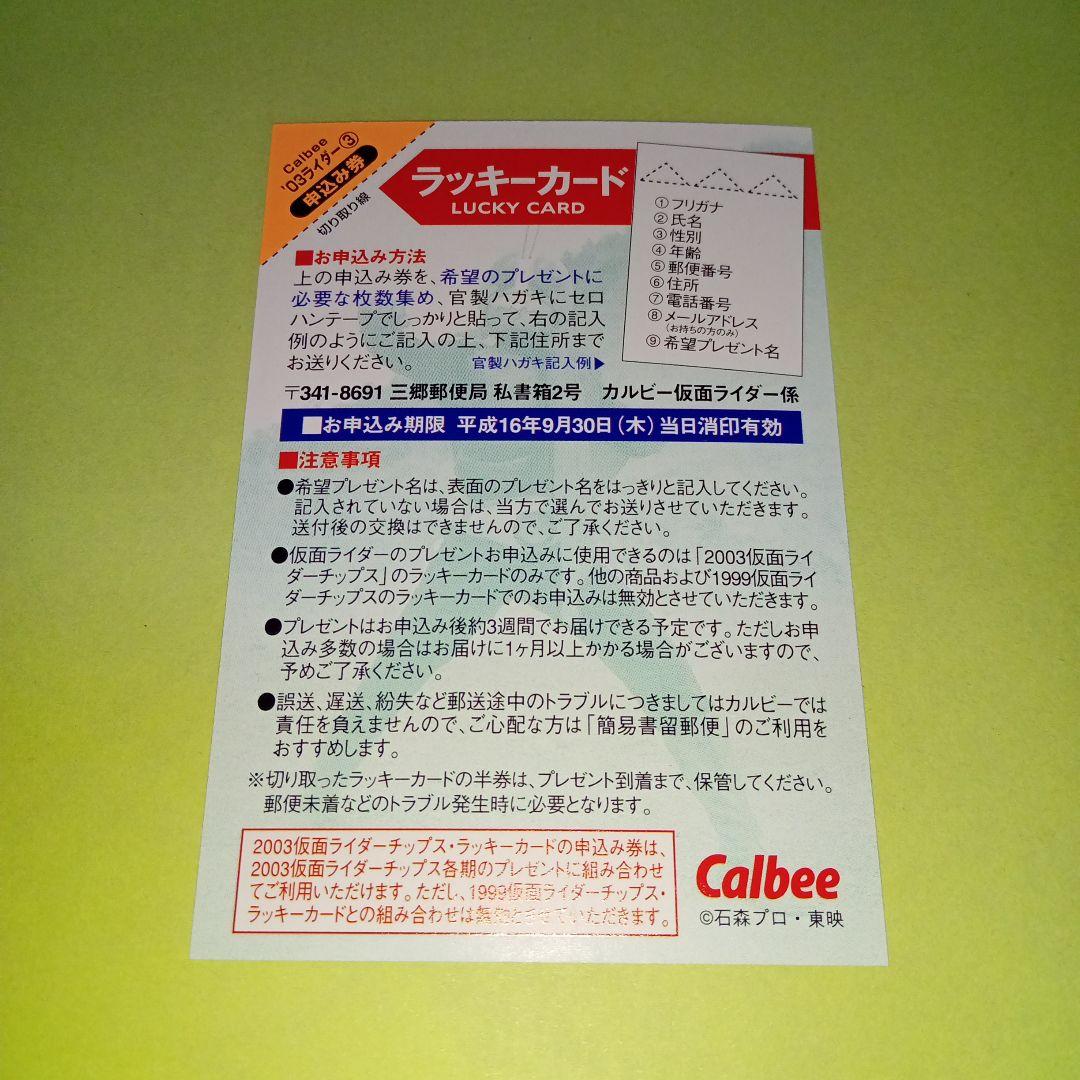 Calbee
'03ライダー③
申込み券
切り取り線
ラッキーカード
LUCKY CARD
①フリガナ
②氏名
③性別
④年齢
⑤郵便番号
⑥住所
⑦電話番号
⑧メールアドレス
(お持ちの方のみ)
⑨希望プレゼント名
■お申込み方法
上の申込み券を、希望のプレゼントに
必要な枚数集め、官製ハガキにセロ
ハンテープでしっかりと貼って、右の記入
例のようにご記入の上、下記住所まで
お送りください。 官製ハガキ記入例▶
〒341-8691 三郷郵便局 私書箱2号 カルビー仮面ライダー係
■お申込み期限 平成16年9月30日(木)当日消印有効
■注意事項
●希望プレゼント名は、表面のプレゼント名をはっきりと記入してください。
記入されていない場合は、当方で選んでお送りさせていただきます。
送付後の交換はできませんので、ご了承ください。
●仮面ライダーのプレゼントお申込みに使用できるのは「2003仮面ライ
ダーチップス」のラッキーカードのみです。他の商品および1999仮面ライ
ダーチップスのラッキーカードでのお申込みは無効とさせていただきます。
●プレゼントはお申込み後約3週間でお届けできる予定です。ただしお申
込み多数の場合はお届けに1ヶ月以上かかる場合がございますので、
予めご了承ください。
●誤送、遅送、紛失など郵送途中のトラブルにつきましてはカルビーでは
責任を負えませんので、ご心配な方は「簡易書留郵便」のご利用を
おすすめします。
※切り取ったラッキーカードの半券は、プレゼント到着まで、保管してください。
郵便未着などのトラブル発生時に必要となります。
2003仮面ライダーチップス・ラッキーカードの申込み券は、
2003仮面ライダーチップス各期のプレゼントに組み合わせ
てご利用いただけます。ただし、1999仮面ライダーチップス・
ラッキーカードとの組み合わせは無効とさせていただきます。
Calbee
©石森プロ・東映